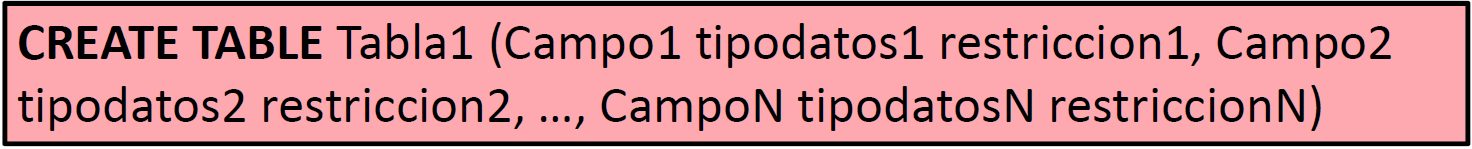 CREATE TABLE Tabla1 (Campo1 tipodatos1 restriccion1, Campo2
tipodatos2 restriccion2, ..., CampoN tipodatosN restriccionN)